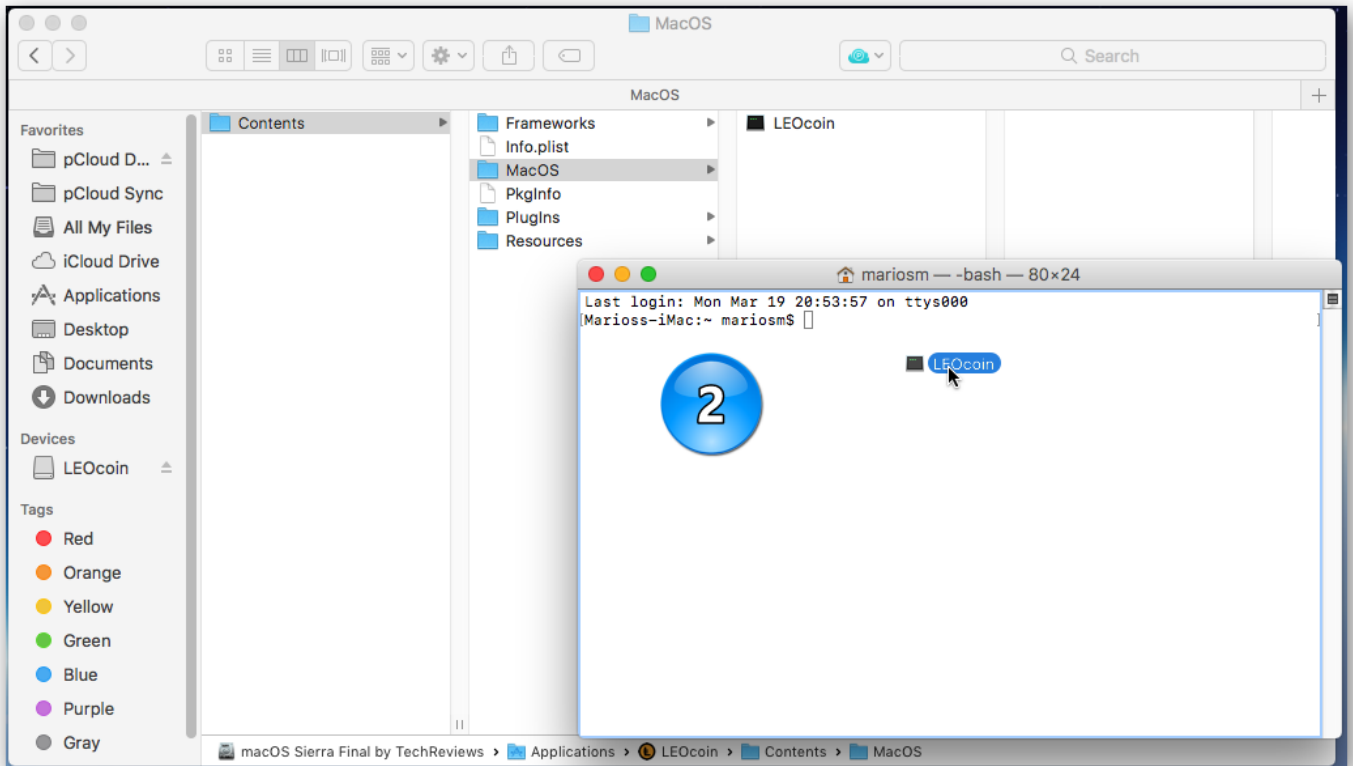 MacOS
Search
MacOS
Favorites
pCloud D...
pCloud Sync
All My Files
iCloud Drive
Applications
Desktop
Documents
Downloads
Devices
LEOcoin
Tags
Red
Orange
Yellow
Green
Blue
Purple
Gray
Contents
Frameworks
Info.plist
MacOS
PkgInfo
PlugIns
Resources
LEOcoin
mariosm — -bash — 80×24
Last login: Mon Mar 19 20:53:57 on ttys000
[Marioss-iMac:~ mariosm$ ]
LEOcoin
2
macOS Sierra Final by TechReviews › Applications › LEOcoin › Contents › MacOS